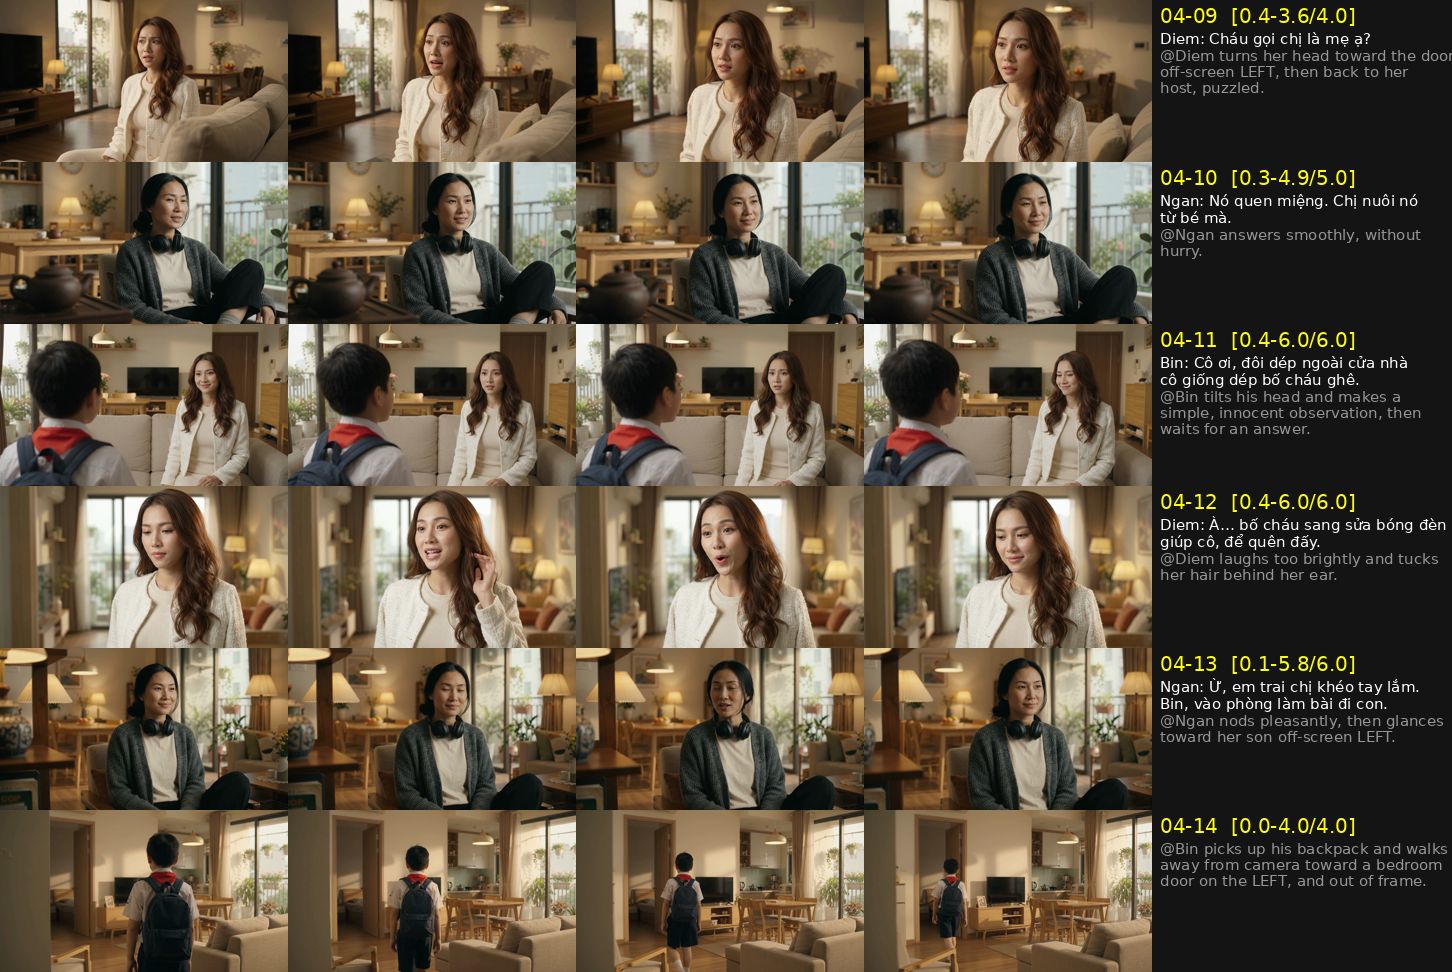 04-09 [0.4-3.6/4.0]
Diem: Cháu gọi chị là mẹ ạ?
@Diem turns her head toward the door
off-screen LEFT, then back to her
host, puzzled.
04-10 [0.3-4.9/5.0]
Ngan: Nó quen miệng. Chị nuôi nó
từ bé mà.
@Ngan answers smoothly, without
hurry.
04-11 [0.4-6.0/6.0]
Bin: Cô ơi, đôi dép ngoài cửa nhà
cô giống dép bố cháu ghê.
@Bin tilts his head and makes a
simple, innocent observation, then
waits for an answer.
04-12 [0.4-6.0/6.0]
Diem: À... bố cháu sang sửa bóng đèn
giúp cô, để quên đấy.
@Diem laughs too brightly and tucks
her hair behind her ear.
04-13 [0.1-5.8/6.0]
Ngan: Ừ, em trai chị khéo tay lắm.
Bin, vào phòng làm bài đi con.
@Ngan nods pleasantly, then glances
toward her son off-screen LEFT.
04-14 [0.0-4.0/4.0]
@Bin picks up his backpack and walks
away from camera toward a bedroom
door on the LEFT, and out of frame.